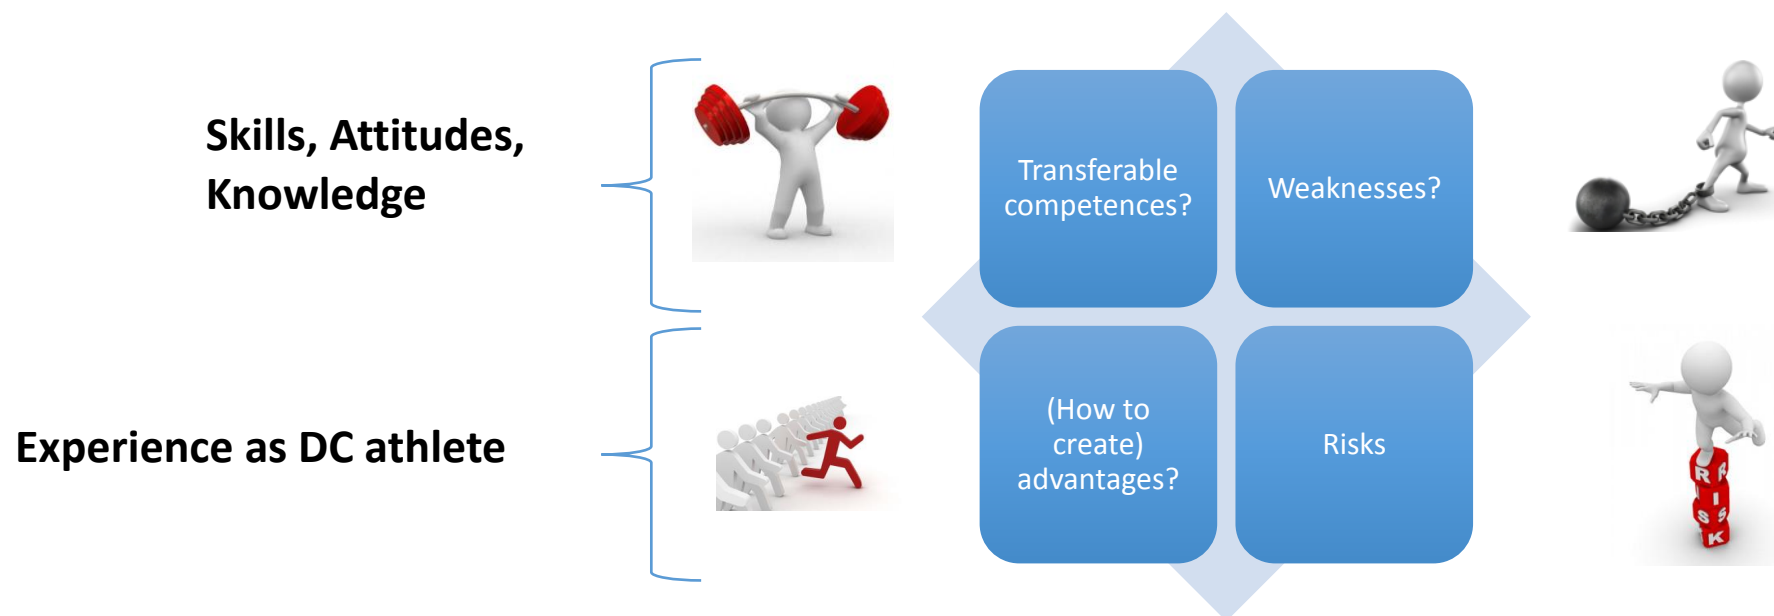 Skills, Attitudes,
Knowledge
Transferable
competences?
Weaknesses?
Experience as DC athlete
(How to
create)
advantages?
Risks
R R
I I
S S
K